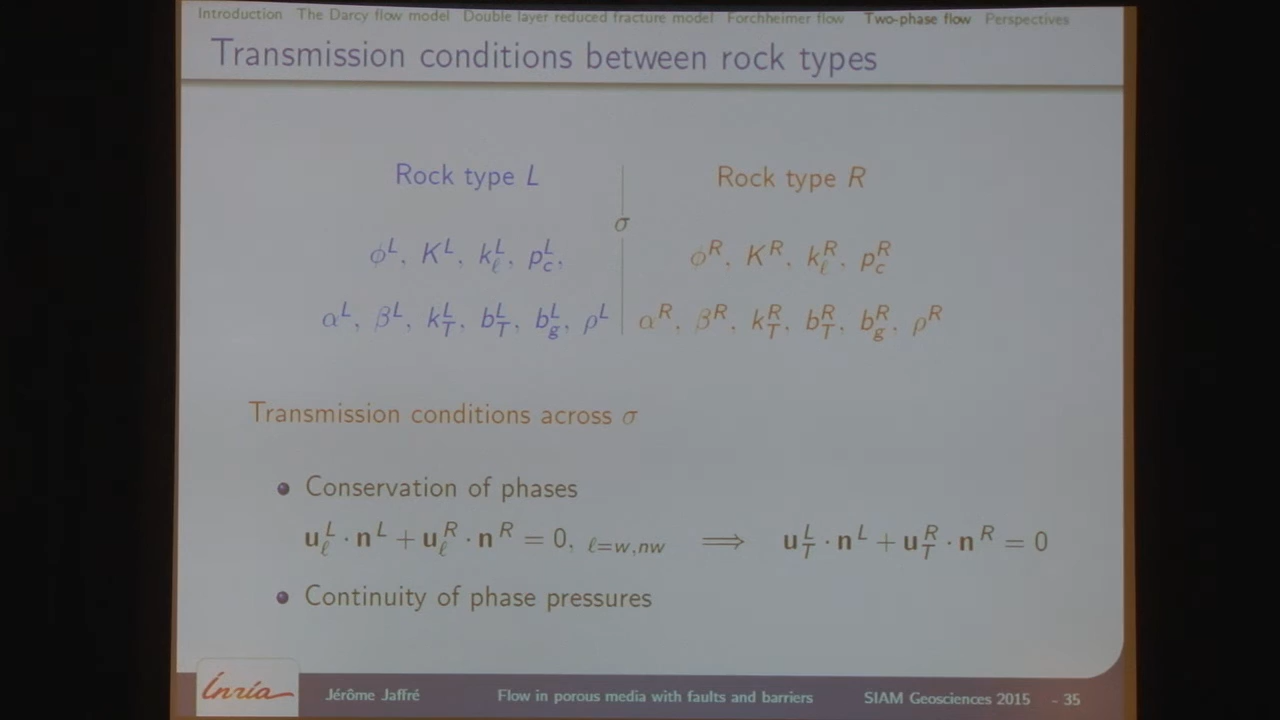 Introduction The Darcy flow model Double layer reduced fracture model Forchheimer flow Two-phase flow Perspectives
Transmission conditions between rock types
Rock type L
Rock type R
σ
ϕ^L, K^L, k_ℓ^L, p_c^L,
ϕ^R, K^R, k_ℓ^R, p_c^R
α^L, β^L, k_T^L, b_T^L, b_g^L, ρ^L
α^R, β^R, k_T^R, b_T^R, b_g^R, ρ^R
Transmission conditions across σ
Conservation of phases
u_ℓ^L · n^L + u_ℓ^R · n^R = 0, ℓ=w,nw ⟹ u_T^L · n^L + u_T^R · n^R = 0
Continuity of phase pressures
Inria Jérôme Jaffré Flow in porous media with faults and barriers SIAM Geosciences 2015 - 35